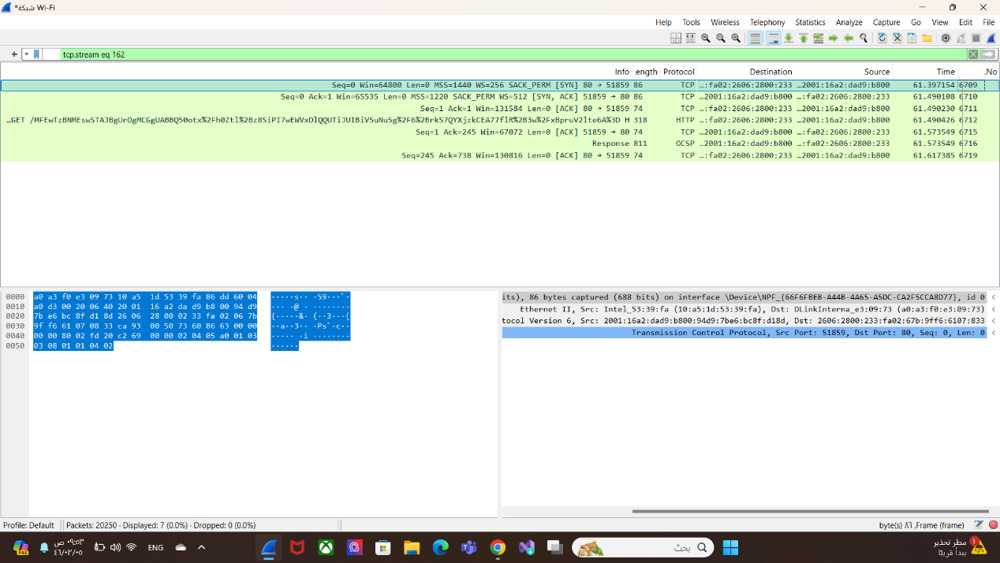 *شبكة Wi-Fi
File Edit View Go Capture Analyze Statistics Telephony Wireless Tools Help
tcp.stream eq 162
No. Time Source Destination Protocol ength Info
6709 61.397154 2001:16a2:dad9:b800… 2606:2800:233:fa02:… TCP 86 51859 → 80 [SYN] Seq=0 Win=64800 Len=0 MSS=1440 WS=256 SACK_PERM
6710 61.490108 2606:2800:233:fa02:… 2001:16a2:dad9:b800… TCP 86 80 → 51859 [SYN, ACK] Seq=0 Ack=1 Win=65535 Len=0 MSS=1220 SACK_PERM WS=512
6711 61.490230 2001:16a2:dad9:b800… 2606:2800:233:fa02:… TCP 74 51859 → 80 [ACK] Seq=1 Ack=1 Win=131584 Len=0
6712 61.490426 2001:16a2:dad9:b800… 2606:2800:233:fa02:… HTTP 318 GET /MFEwTzBNMEswSTAJBgUrDgMCGgUABBQ50otx%2Fh0Ztl%2Bz8SiPI7wEWVxDlQQUTiJUIBiV5uNu5g%2F6%2BrkS7QYXjzkCEA77flR%2B3w%2FxBpruV2lte6A%3D H…
6715 61.573549 2606:2800:233:fa02:… 2001:16a2:dad9:b800… TCP 74 80 → 51859 [ACK] Seq=1 Ack=245 Win=67072 Len=0
6716 61.573549 2606:2800:233:fa02:… 2001:16a2:dad9:b800… OCSP 811 Response
6719 61.617385 2001:16a2:dad9:b800… 2606:2800:233:fa02:… TCP 74 51859 → 80 [ACK] Seq=245 Ack=738 Win=130816 Len=0
0000 a0 a3 f0 e3 09 73 10 a5 1d 53 39 fa 86 dd 60 04 ·····s·· ·S9···`·
0010 a0 d3 00 20 06 40 20 01 16 a2 da d9 b8 00 94 d9 ··· ·@ · ········
0020 7b e6 bc 8f d1 8d 26 06 28 00 02 33 fa 02 06 7b {·····&· (··3···{
0030 9f f6 61 07 08 33 ca 93 00 50 73 60 86 63 00 00 ··a··3·· ·Ps`·c··
0040 00 00 80 02 fd 20 c2 69 00 00 02 04 05 a0 01 03 ····· ·i ········
0050 03 08 01 01 04 02 ······
its), 86 bytes captured (688 bits) on interface \Device\NPF_{66F6FBEB-A44B-4A65-A5DC-CA2F5CCA8D77}, id 0
Ethernet II, Src: Intel_53:39:fa (10:a5:1d:53:39:fa), Dst: DLinkInterna_e3:09:73 (a0:a3:f0:e3:09:73)
tocol Version 6, Src: 2001:16a2:dad9:b800:94d9:7be6:bc8f:d18d, Dst: 2606:2800:233:fa02:67b:9ff6:6107:833
Transmission Control Protocol, Src Port: 51859, Dst Port: 80, Seq: 0, Len: 0
Profile: Default
Packets: 20250 · Displayed: 7 (0.0%) · Dropped: 0 (0.0%)
Frame (frame), ٨٦ byte(s)
PRE
٠٩:٥٣ ص
٤٦/٠٣/٠٥
ENG
بحث
مطر تحذير
يبدأ قريبًا
1